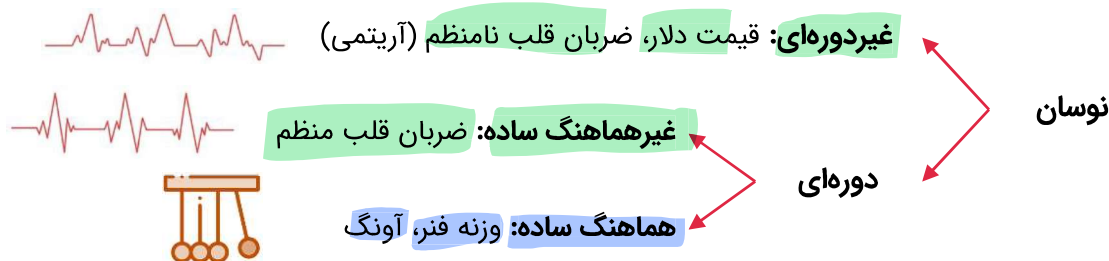 غیردوره‌ای: قیمت دلار، ضربان قلب نامنظم (آریتمی)
نوسان
غیرهماهنگ ساده: ضربان قلب منظم
دوره‌ای
هماهنگ ساده: وزنه فنر، آونگ